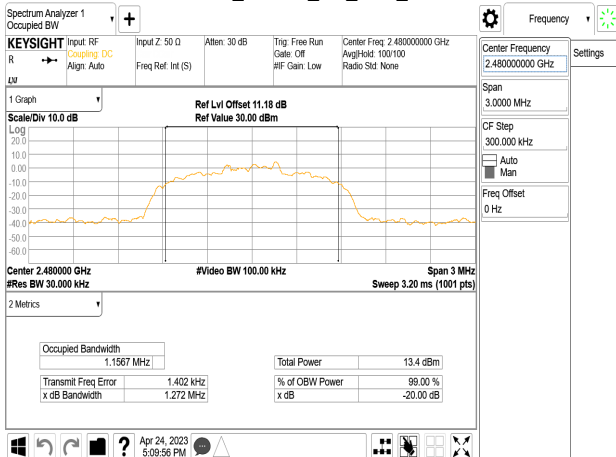 Spectrum Analyzer 1
Occupied BW
Frequency
KEYSIGHT Input: RF Input Z: 50 Ω Atten: 30 dB Trig: Free Run Center Freq: 2.480000000 GHz
R Coupling: DC Gate: Off Avg|Hold: 100/100
Align: Auto Freq Ref: Int (S) #IF Gain: Low Radio Std: None
LXI
Center Frequency
2.480000000 GHz
Settings
Span
3.0000 MHz
CF Step
300.000 kHz
Auto
Man
Freq Offset
0 Hz
1 Graph
Ref Lvl Offset 11.18 dB
Scale/Div 10.0 dB Ref Value 30.00 dBm
Log
20.0
10.0
0.00
-10.0
-20.0
-30.0
-40.0
-50.0
-60.0
Center 2.480000 GHz #Video BW 100.00 kHz Span 3 MHz
#Res BW 30.000 kHz Sweep 3.20 ms (1001 pts)
2 Metrics
Occupied Bandwidth
1.1567 MHz Total Power 13.4 dBm
Transmit Freq Error 1.402 kHz % of OBW Power 99.00 %
x dB Bandwidth 1.272 MHz x dB -20.00 dB
Apr 24, 2023
5:09:56 PM